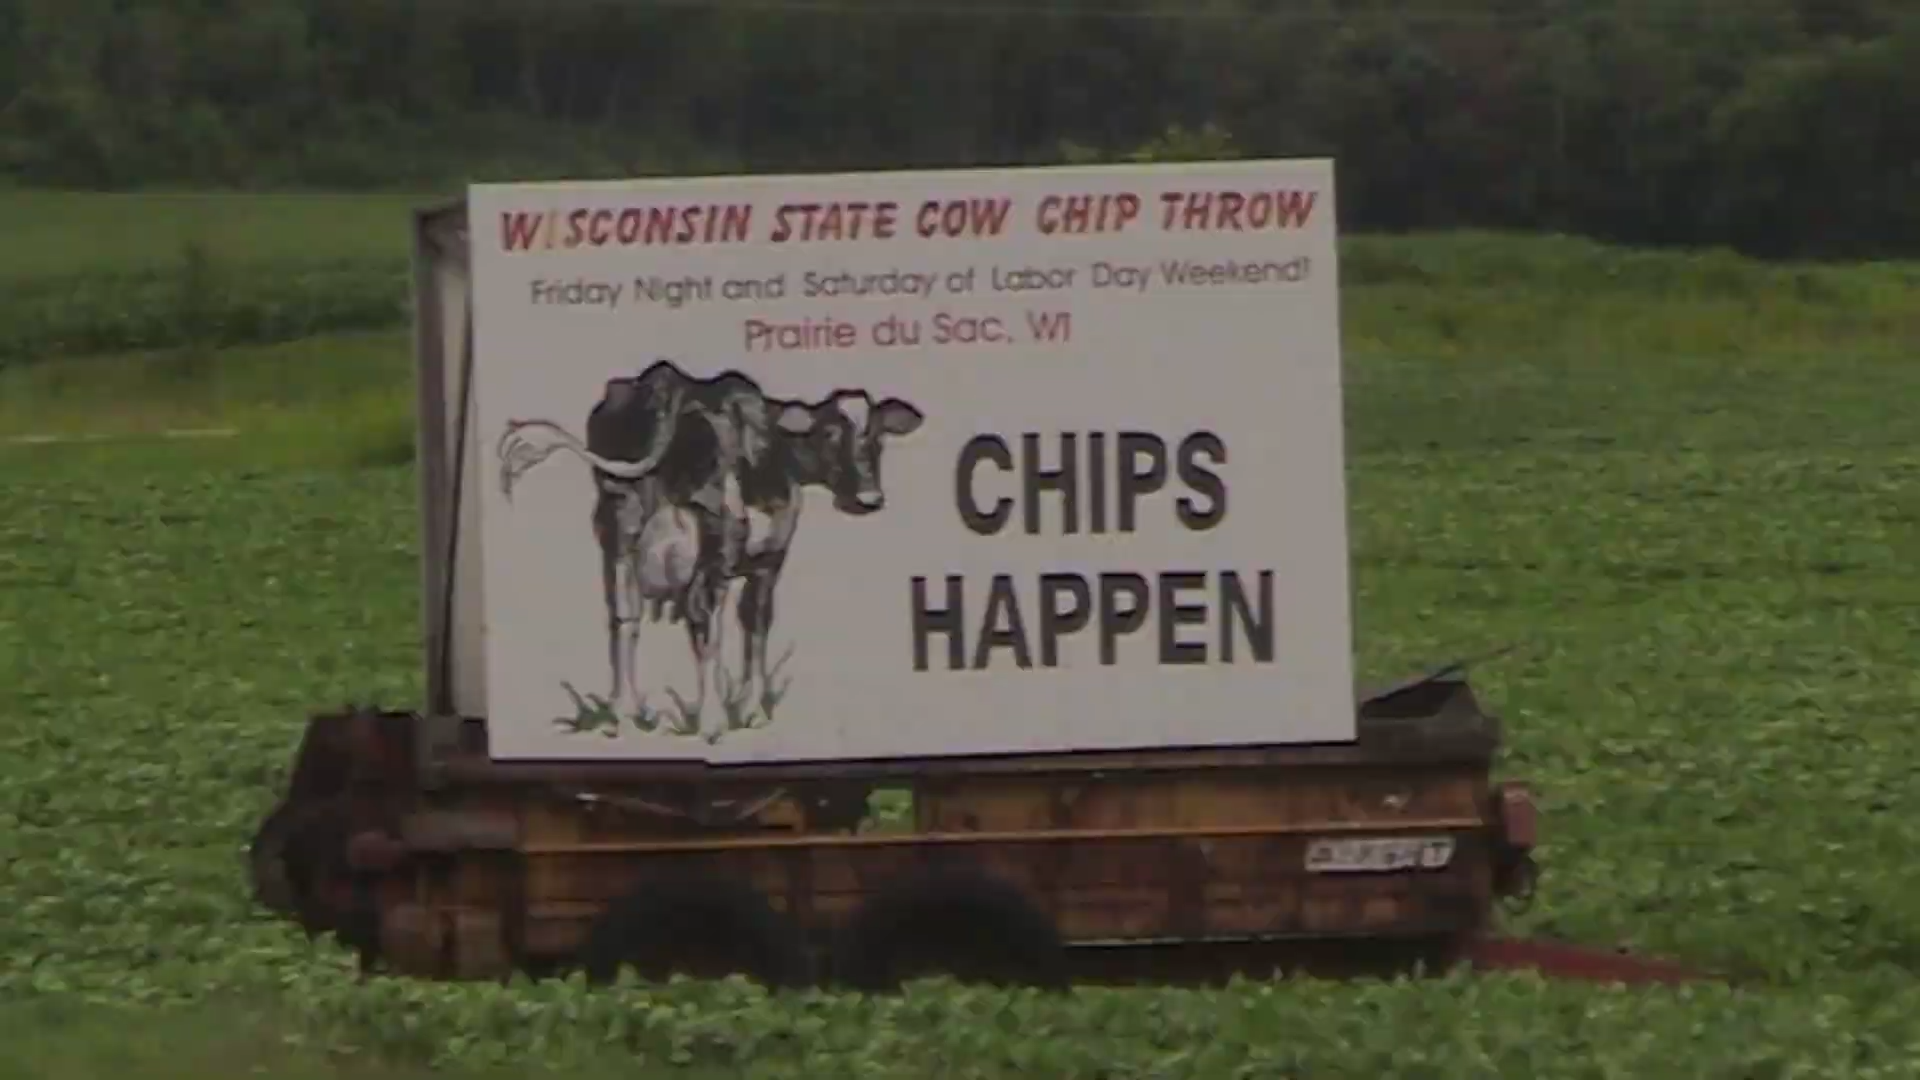 WISCONSIN STATE COW CHIP THROW
Friday Night and Saturday of Labor Day Weekend!
Prairie du Sac, WI
CHIPS
HAPPEN